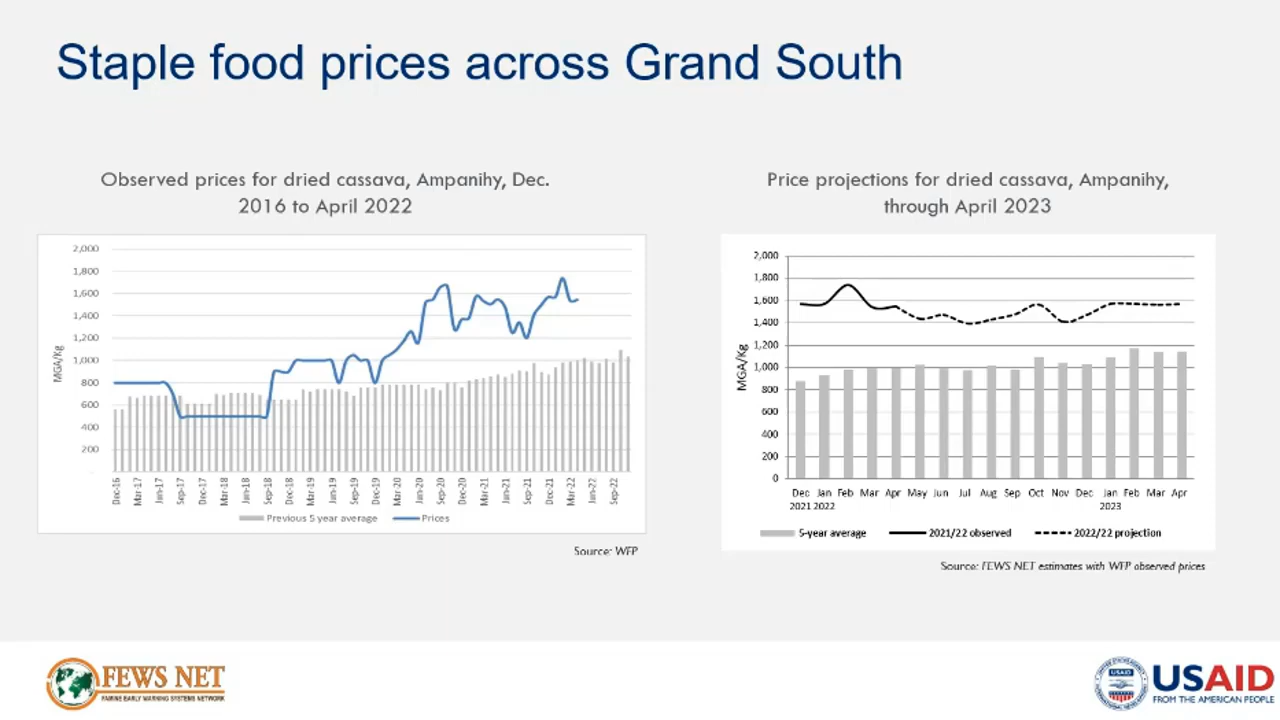 Staple food prices across Grand South
Observed prices for dried cassava, Ampanihy, Dec.
2016 to April 2022
2,000
1,800
1,600
1,400
1,200
1,000
800
600
400
200
-
MGA/Kg
Dec-16
Mar-17
Jun-17
Sep-17
Dec-17
Mar-18
Jun-18
Sep-18
Dec-18
Mar-19
Jun-19
Sep-19
Dec-19
Mar-20
Jun-20
Sep-20
Dec-20
Mar-21
Jun-21
Sep-21
Dec-21
Mar-22
Jun-22
Sep-22
Previous 5 year average Prices
Source: WFP
Price projections for dried cassava, Ampanihy,
through April 2023
2,000
1,800
1,600
1,400
1,200
1,000
800
600
400
200
0
MGA/Kg
Dec Jan Feb Mar Apr May Jun Jul Aug Sep Oct Nov Dec Jan Feb Mar Apr
2021 2022 2023
5-year average 2021/22 observed 2022/22 projection
Source: FEWS NET estimates with WFP observed prices
FEWS NET
FAMINE EARLY WARNING SYSTEMS NETWORK
USAID
FROM THE AMERICAN PEOPLE